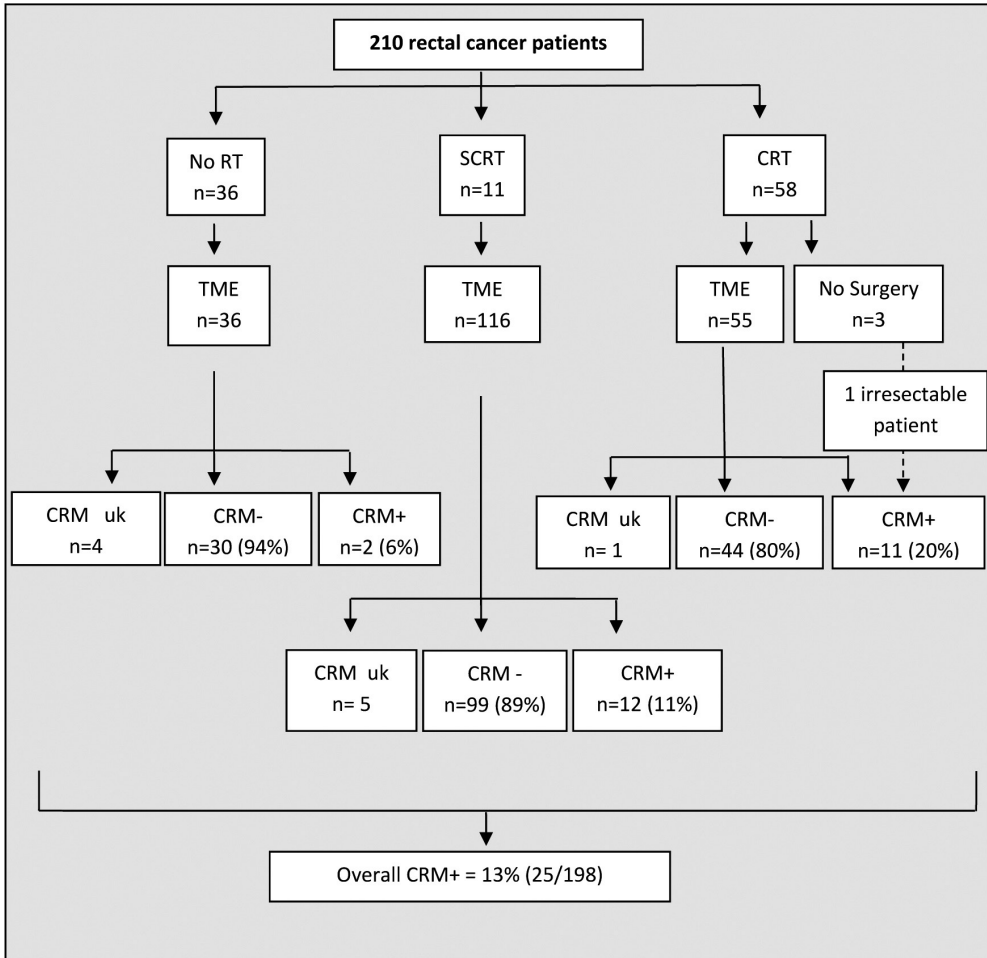 210 rectal cancer patients
No RT
n=36
SCRT
n=11
CRT
n=58
TME
n=36
TME
n=116
TME
n=55
No Surgery
n=3
1 irresectable
patient
CRM uk
n=4
CRM-
n=30 (94%)
CRM+
n=2 (6%)
CRM uk
n= 1
CRM-
n=44 (80%)
CRM+
n=11 (20%)
CRM uk
n= 5
CRM -
n=99 (89%)
CRM+
n=12 (11%)
Overall CRM+ = 13% (25/198)